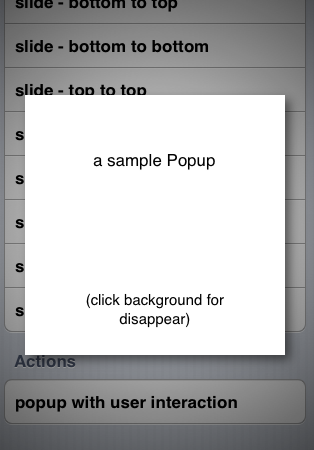 slide - bottom to top
slide - bottom to bottom
slide - top to top
s
a sample Popup
s
s
s
(click background for
disappear)
s
Actions
popup with user interaction